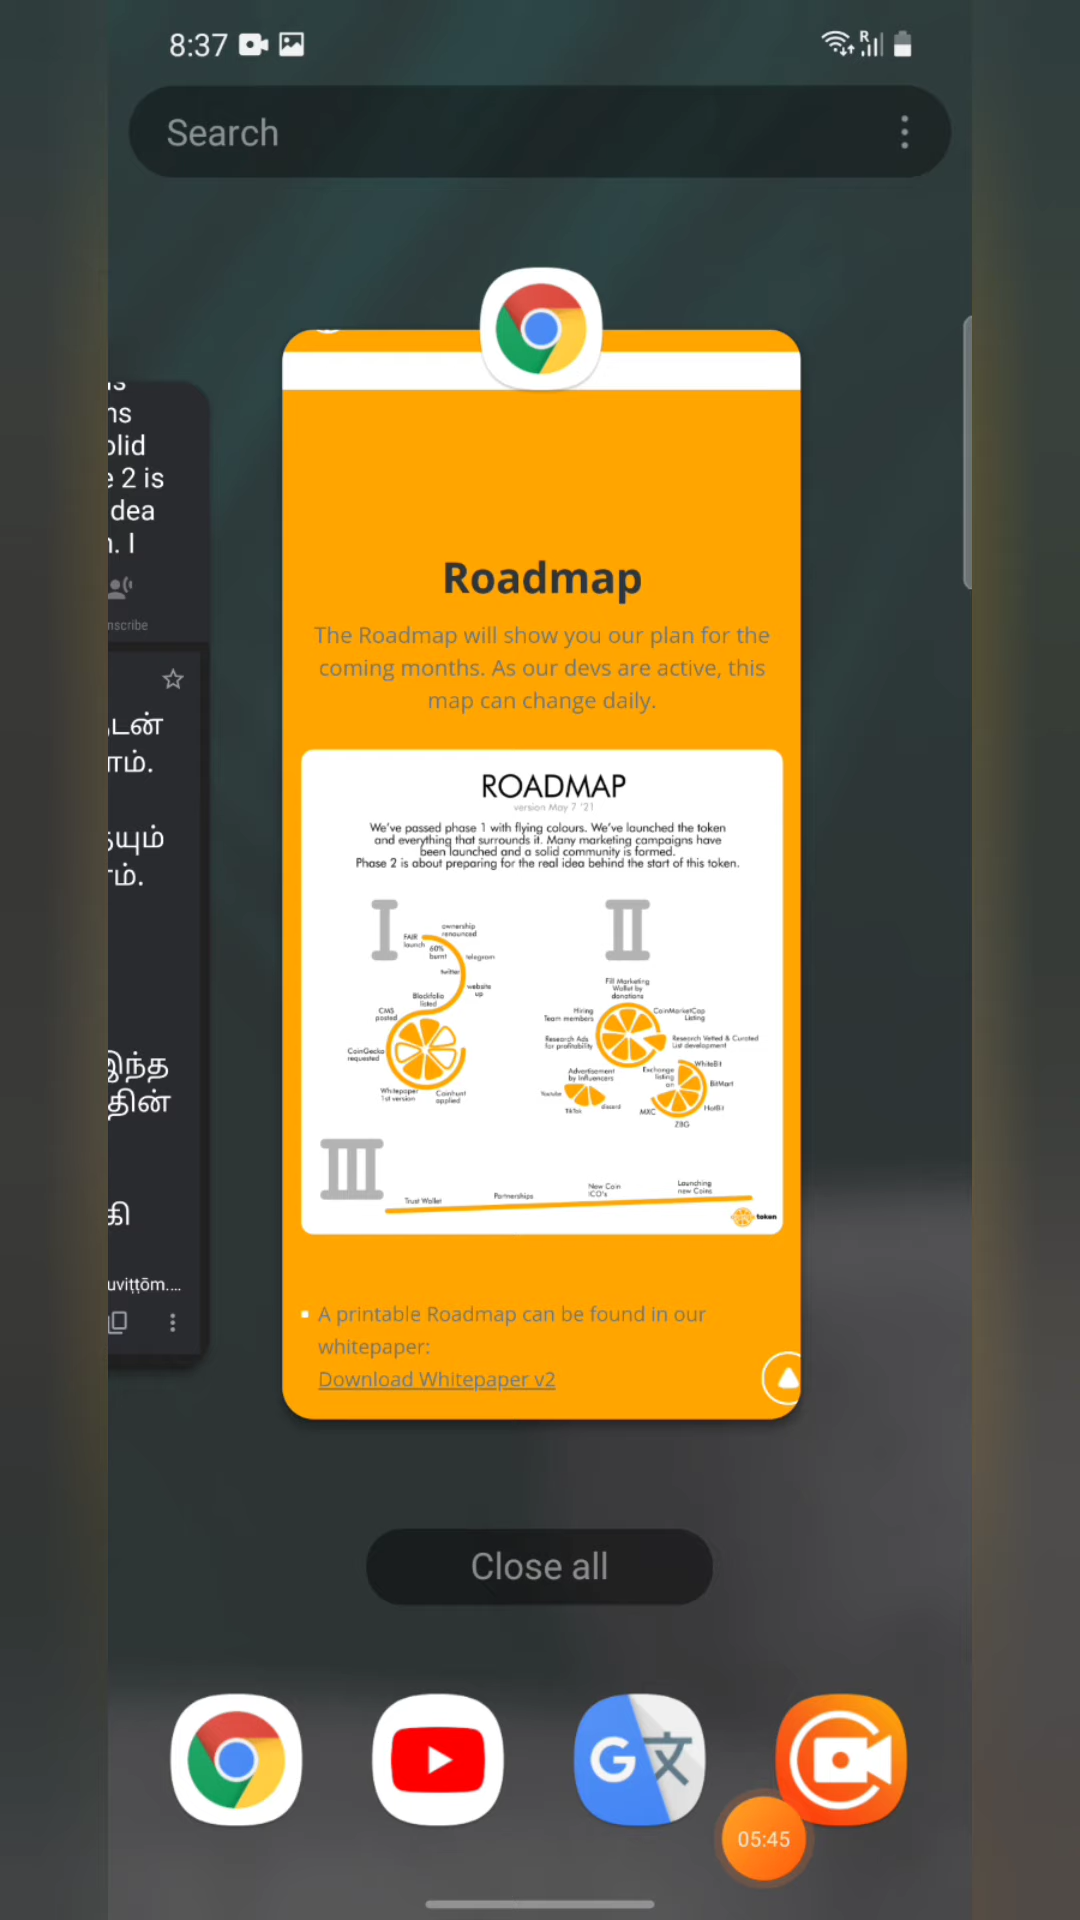 8:37
R
Search
ns
olid
e 2 is
dea
n. I
nscribe
டன்
ாம்.
யும்
ம்.
இந்த
தின்
கி
uviṭṭōm....
Roadmap
The Roadmap will show you our plan for the
coming months. As our devs are active, this
map can change daily.
ROADMAP
version May 7 '21
We've passed phase 1 with flying colours. We've launched the token
and everything that surrounds it. Many marketing campaigns have
been launched and a solid community is formed.
Phase 2 is about preparing for the real idea behind the start of this token.
I
ownership
renounced
FAIR
launch
60%
burnt
telegram
twitter
website
up
Blockfolio
listed
CMS
posted
CoinGecko
requested
Whitepaper
1st version
Coinhunt
applied
II
Fill Marketing
Wallet by
donations
Hiring
Team members
CoinMarketCap
Listing
Research Ads
for profitability
Research Vetted & Curated
List development
Advertisement
by influencers
Youtube
TikTok
discord
Exchange
listing
on
WhiteBit
BitMart
HotBit
ZBG
MXC
III
Trust Wallet
Partnerships
New Coin
ICO's
Launching
new Coins
token
A printable Roadmap can be found in our
whitepaper:
Download Whitepaper v2
Close all
G文
05:45